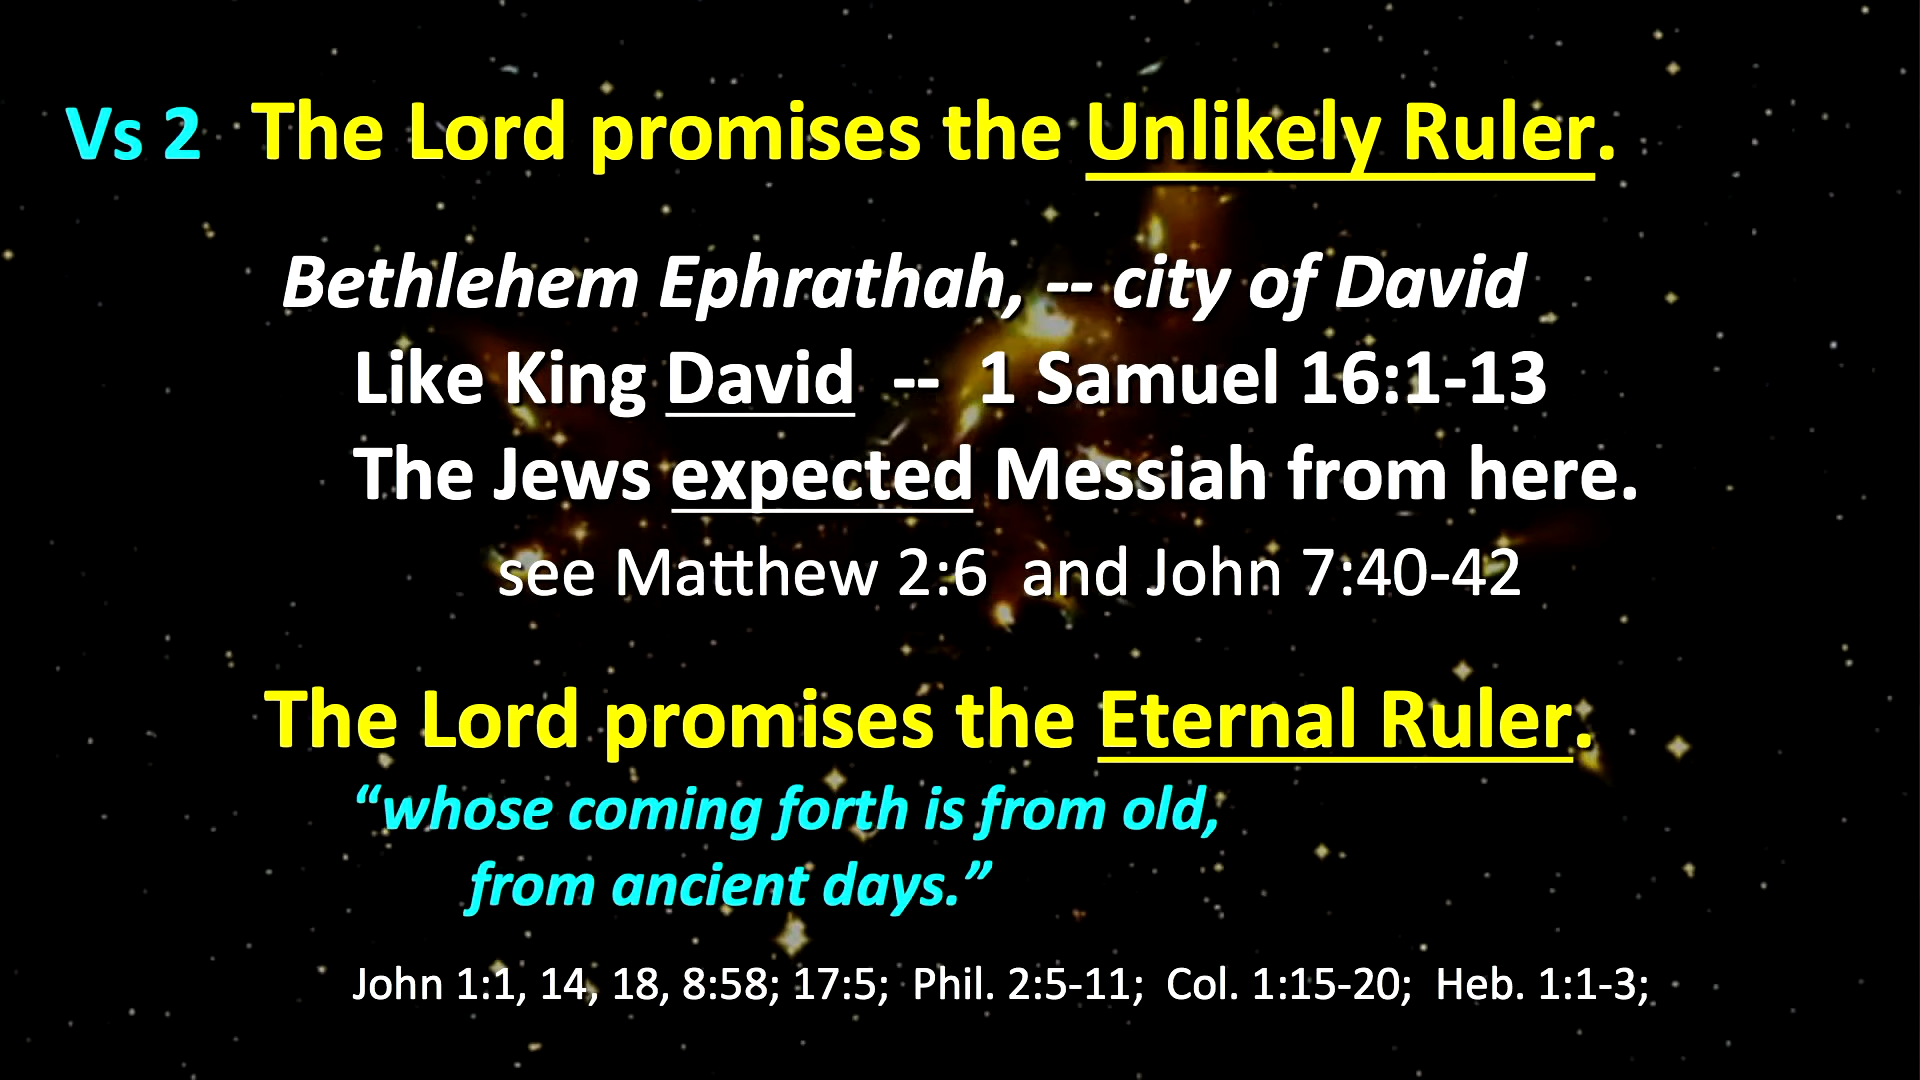 Vs 2 The Lord promises the Unlikely Ruler.
Bethlehem Ephrathah, -- city of David
Like King David -- 1 Samuel 16:1-13
The Jews expected Messiah from here.
see Matthew 2:6 and John 7:40-42
The Lord promises the Eternal Ruler.
“whose coming forth is from old,
from ancient days.”
John 1:1, 14, 18, 8:58; 17:5; Phil. 2:5-11; Col. 1:15-20; Heb. 1:1-3;